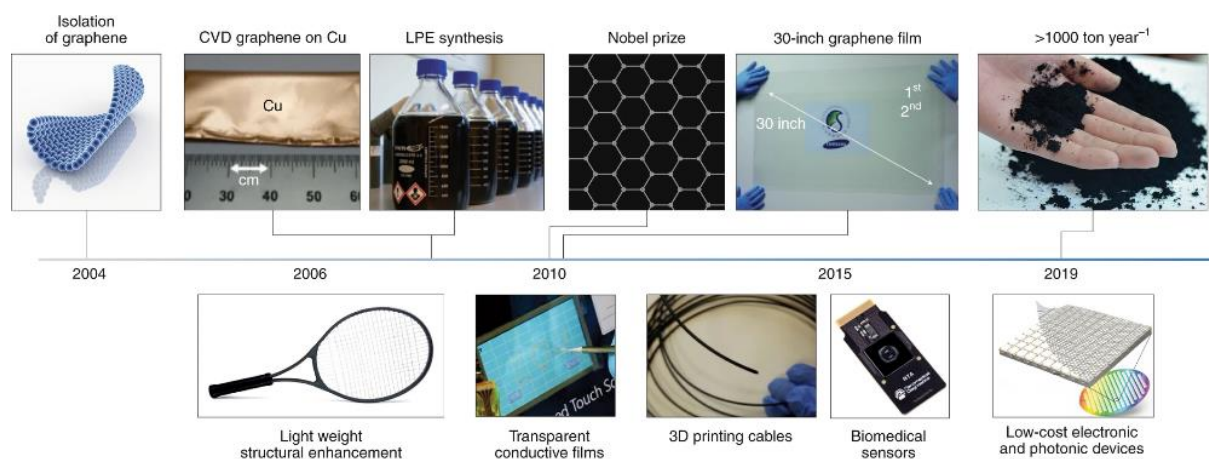 Isolation
of graphene
CVD graphene on Cu
LPE synthesis
Nobel prize
30-inch graphene film
>1000 ton year⁻¹
Cu
cm
20 30 40 50 60
1st
2nd
30 inch
2004
2006
2010
2015
2019
Light weight
structural enhancement
Transparent
conductive films
3D printing cables
Biomedical
sensors
Low-cost electronic
and photonic devices